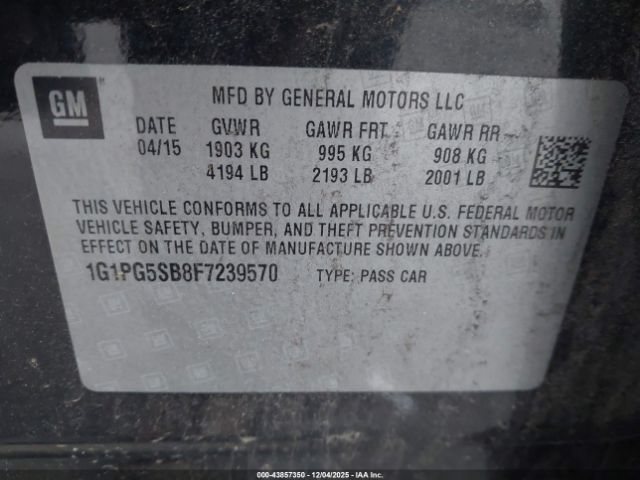 GM
MFD BY GENERAL MOTORS LLC
DATE GVWR GAWR FRT GAWR RR
04/15 1903 KG 995 KG 908 KG
4194 LB 2193 LB 2001 LB
THIS VEHICLE CONFORMS TO ALL APPLICABLE U.S. FEDERAL MOTOR
VEHICLE SAFETY, BUMPER, AND THEFT PREVENTION STANDARDS IN
EFFECT ON THE DATE OF MANUFACTURE SHOWN ABOVE.
1G1PG5SB8F7239570 TYPE: PASS CAR
© 2025 - 43857350 - 12/04/2025 - IAA.COM